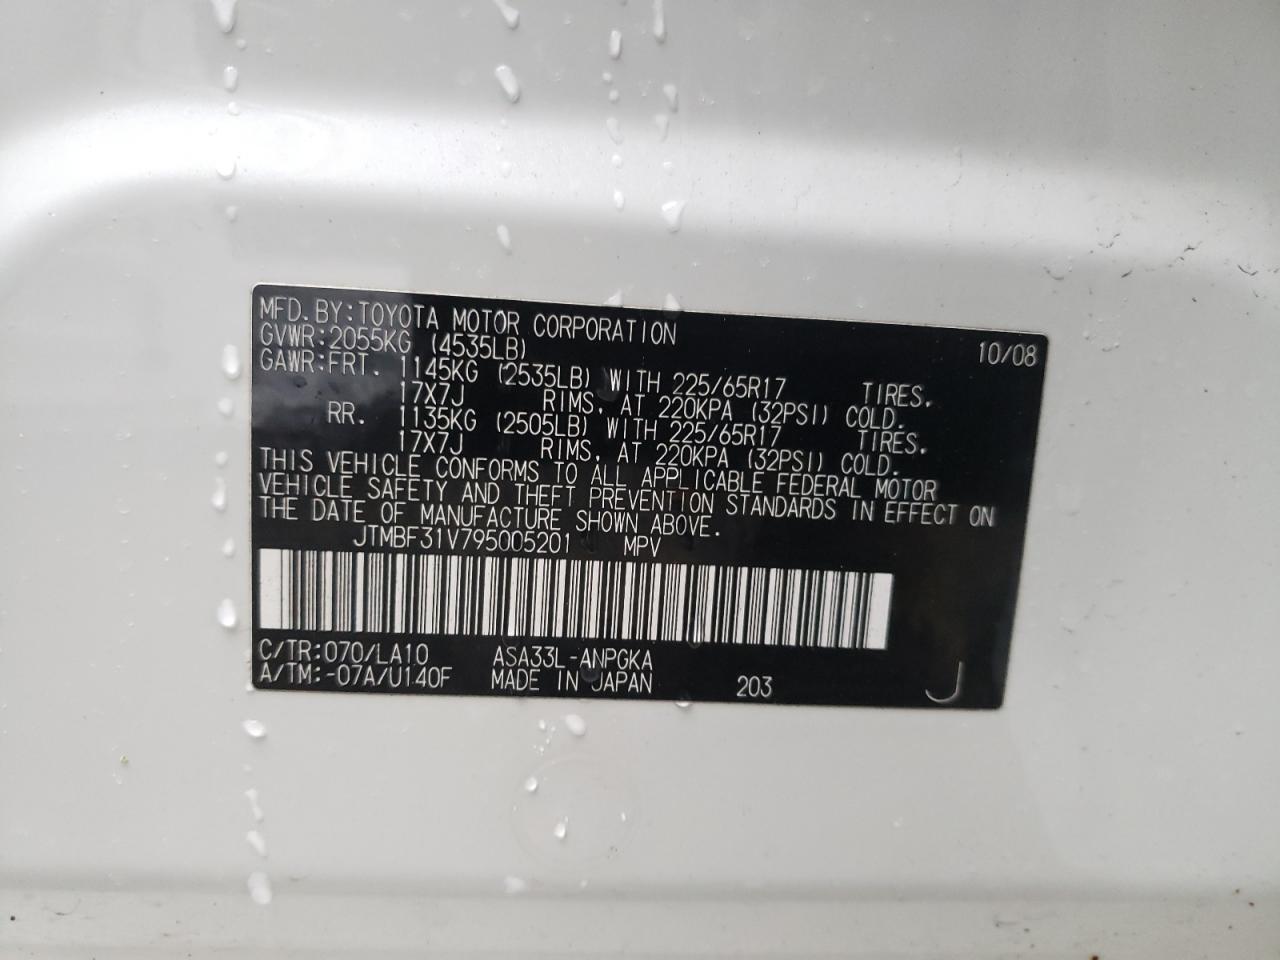 MFD. BY: TOYOTA MOTOR CORPORATION 10/08
GVWR: 2055KG (4535LB)
GAWR: FRT. 1145KG (2535LB) WITH 225/65R17 TIRES,
17X7J RIMS, AT 220KPA (32PSI) COLD.
RR. 1135KG (2505LB) WITH 225/65R17 TIRES,
17X7J RIMS, AT 220KPA (32PSI) COLD.
THIS VEHICLE CONFORMS TO ALL APPLICABLE FEDERAL MOTOR
VEHICLE SAFETY AND THEFT PREVENTION STANDARDS IN EFFECT ON
THE DATE OF MANUFACTURE SHOWN ABOVE.
JTMBF31V795005201 MPV
C/TR: 070/LA10 ASA33L-ANPGKA
A/TM: -07A/U140F MADE IN JAPAN 203 J